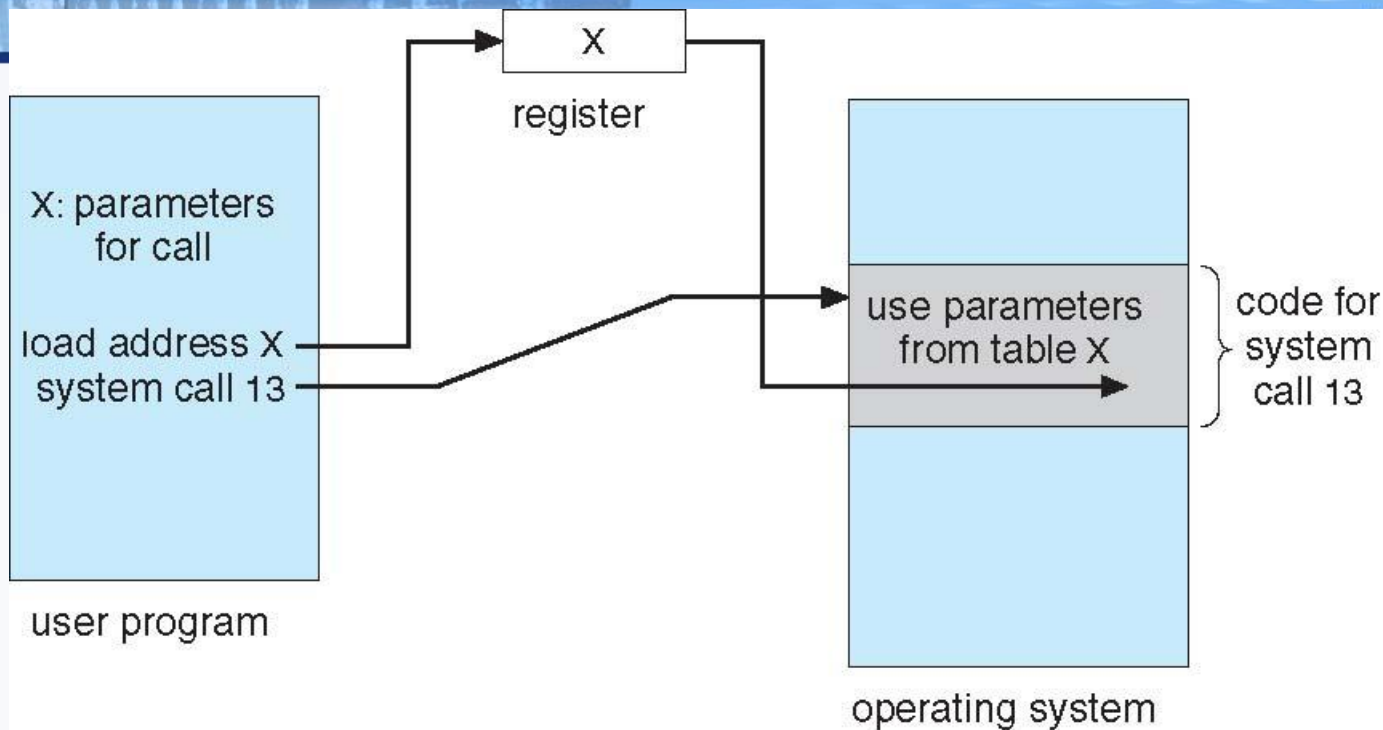 X
register
X: parameters
for call
load address X
system call 13
user program
use parameters
from table X
code for
system
call 13
operating system